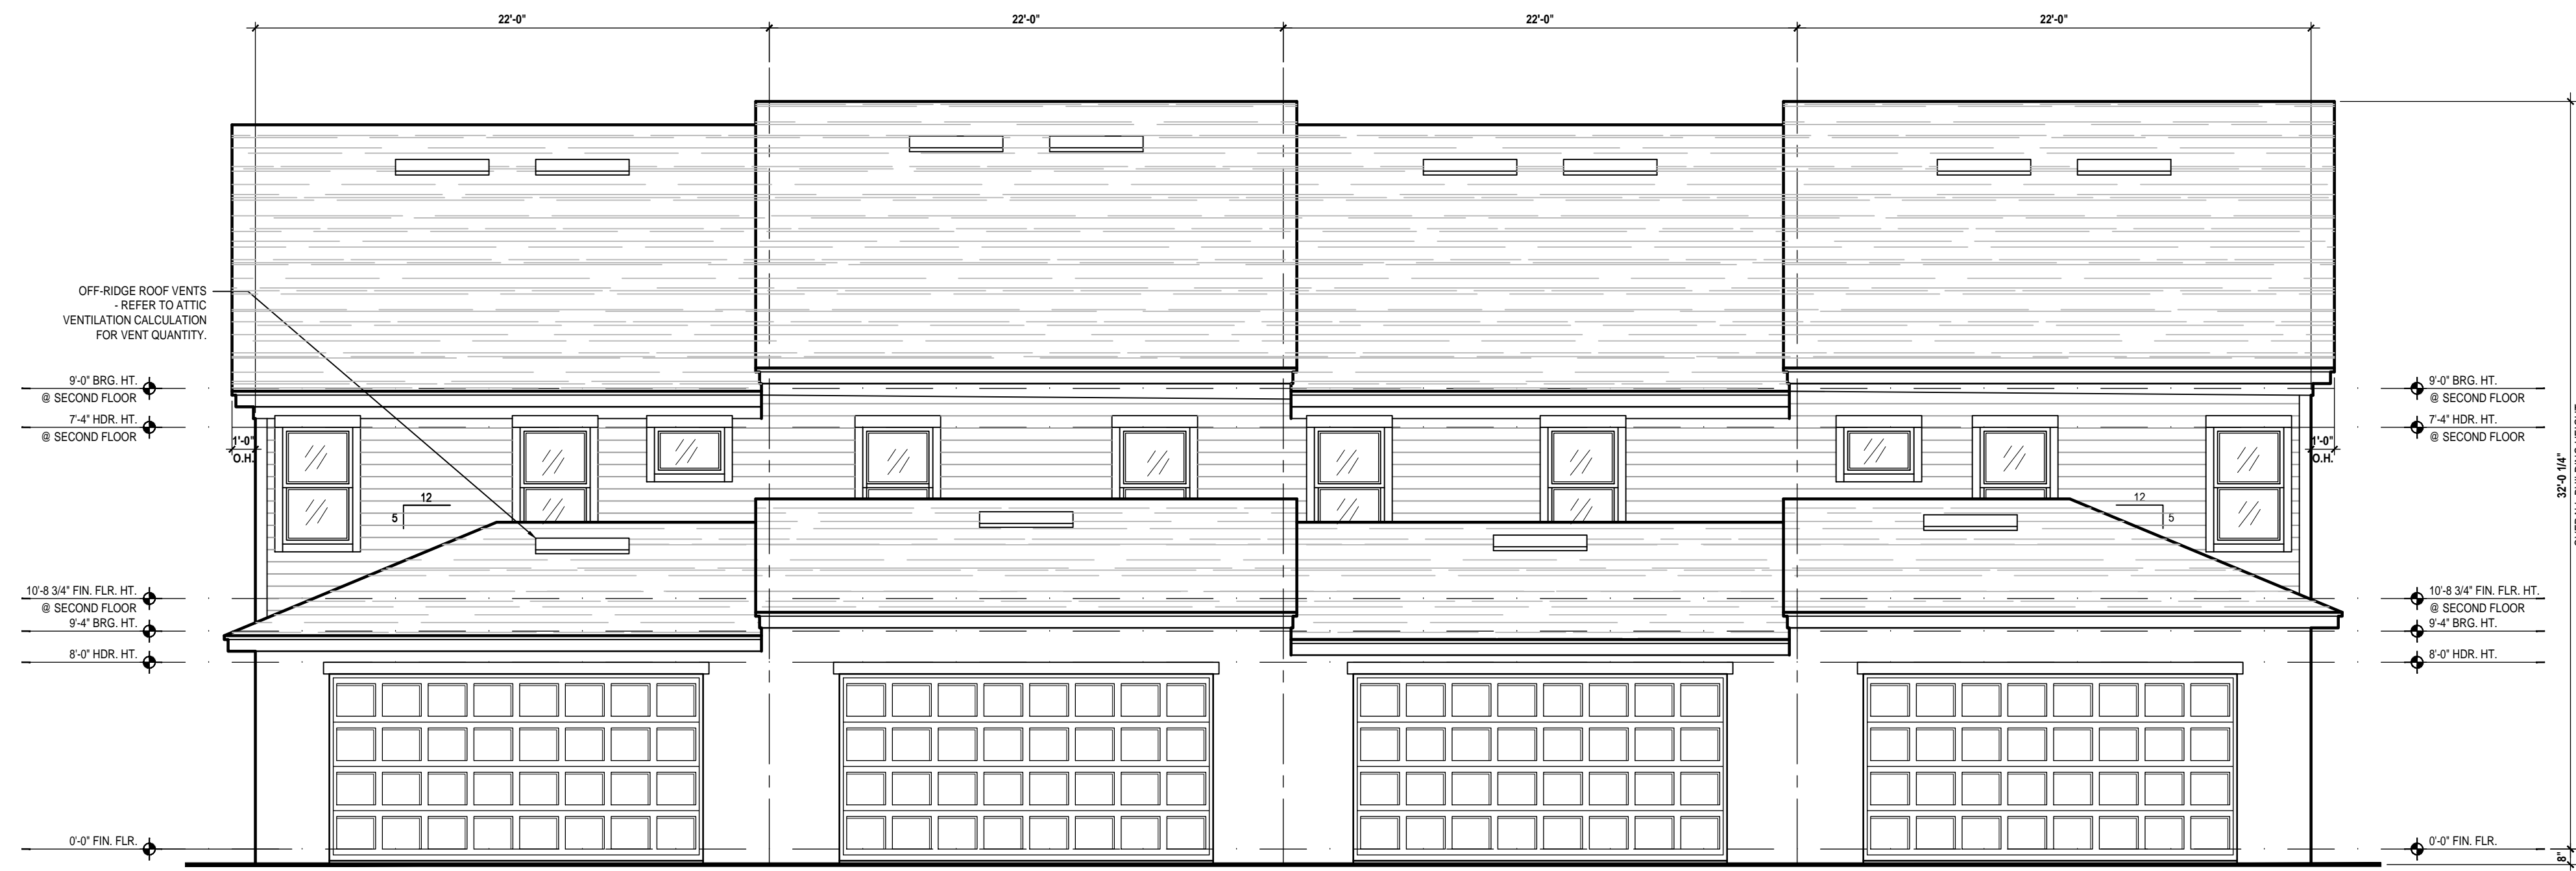 22'-0" 22'-0" 22'-0" 22'-0"
OFF-RIDGE ROOF VENTS
- REFER TO ATTIC
VENTILATION CALCULATION
FOR VENT QUANTITY.
9'-0" BRG. HT.
@ SECOND FLOOR
7'-4" HDR. HT.
@ SECOND FLOOR
1'-0"
O.H.
12
5
10'-8 3/4" FIN. FLR. HT.
@ SECOND FLOOR
9'-4" BRG. HT.
8'-0" HDR. HT.
0'-0" FIN. FLR.
9'-0" BRG. HT.
@ SECOND FLOOR
7'-4" HDR. HT.
@ SECOND FLOOR
1'-0"
O.H.
12
5
10'-8 3/4" FIN. FLR. HT.
@ SECOND FLOOR
9'-4" BRG. HT.
8'-0" HDR. HT.
0'-0" FIN. FLR.
32'-0 1/4"
8"